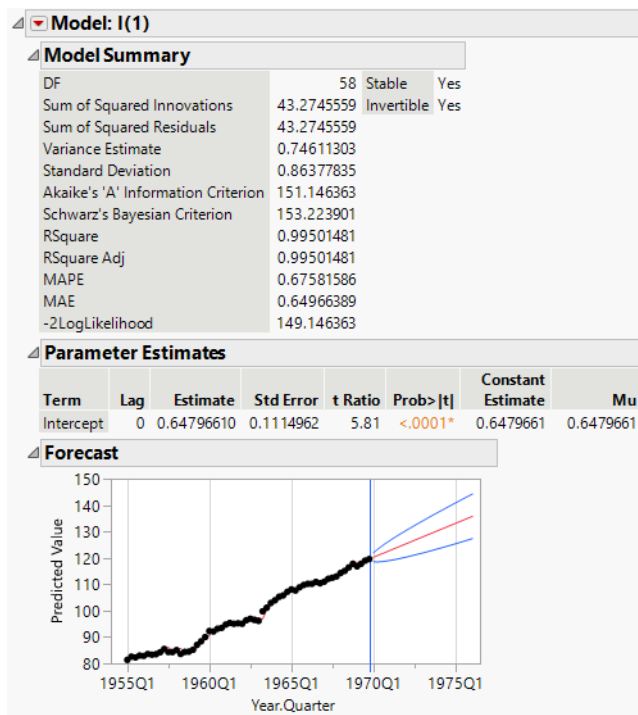 Model: I(1)
Model Summary
DF 58 Stable Yes
Sum of Squared Innovations 43.2745559 Invertible Yes
Sum of Squared Residuals 43.2745559
Variance Estimate 0.74611303
Standard Deviation 0.86377835
Akaike's 'A' Information Criterion 151.146363
Schwarz's Bayesian Criterion 153.223901
RSquare 0.99501481
RSquare Adj 0.99501481
MAPE 0.67581586
MAE 0.64966389
-2LogLikelihood 149.146363
Parameter Estimates
Constant
Term Lag Estimate Std Error t Ratio Prob>|t| Estimate Mu
Intercept 0 0.64796610 0.1114962 5.81 <.0001* 0.6479661 0.6479661
Forecast
150
140
130
120
110
100
90
80
Predicted Value
1955Q1 1960Q1 1965Q1 1970Q1 1975Q1
Year.Quarter